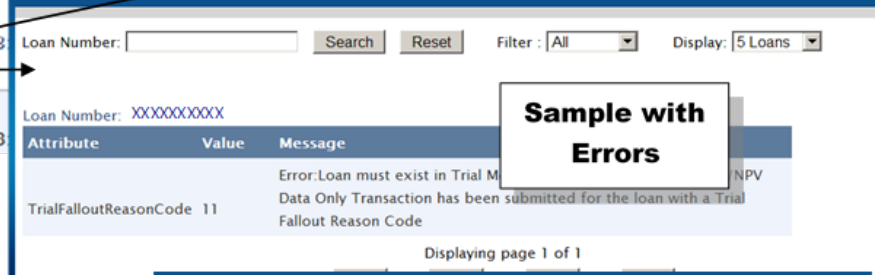 Loan Number: Search Reset Filter : All Display: 5 Loans
Loan Number: XXXXXXXXXX
Sample with
Errors
Attribute Value Message
Error:Loan must exist in Trial /NPV
TrialFalloutReasonCode 11 Data Only Transaction has been submitted for the loan with a Trial
Fallout Reason Code
Displaying page 1 of 1